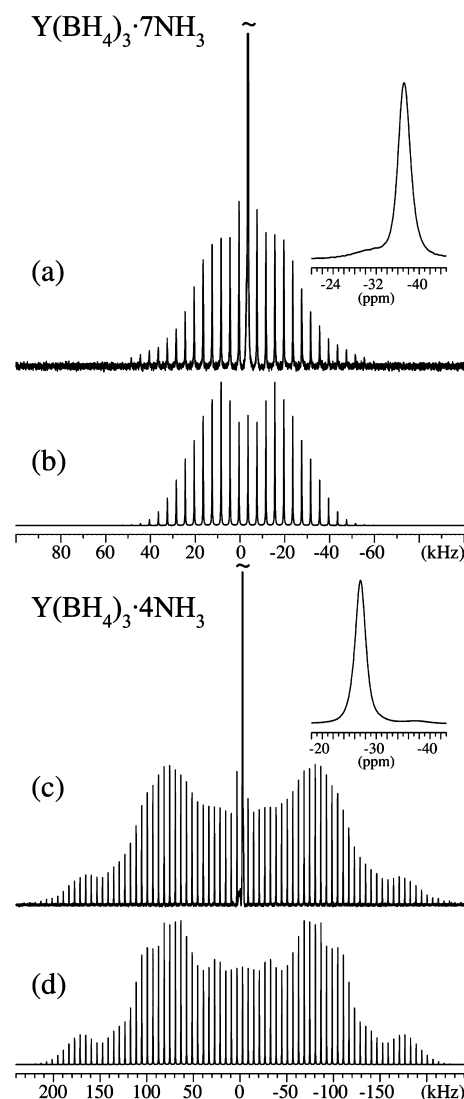 Y(BH₄)₃·7NH₃
~
(a)
-24 -32 -40
(ppm)
(b)
80 60 40 20 0 -20 -40 -60 (kHz)
~
Y(BH₄)₃·4NH₃
-20 -30 -40
(ppm)
(c)
(d)
200 150 100 50 0 -50 -100 -150 (kHz)